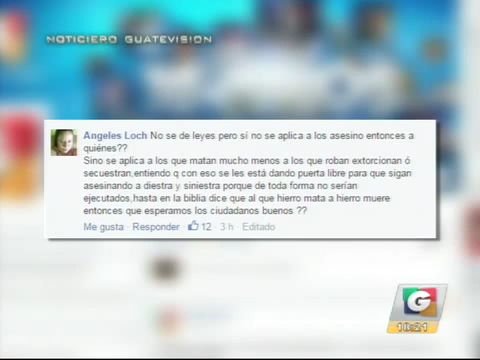 NOTICIERO GUATEVISION
Angeles Loch No se de leyes pero sí no se aplica a los asesino entonces a
quiénes??
Sino se aplica a los que matan mucho menos a los que roban extorcionan ó
secuestran,entiendo q con eso se les está dando puerta libre para que sigan
asesinando a diestra y siniestra porque de toda forma no serían
ejecutados,hasta en la biblia dice que al que hierro mata a hierro muere
entonces que esperamos los ciudadanos buenos ??
Me gusta · Responder · 12 · 3 h · Editado
G
18:21